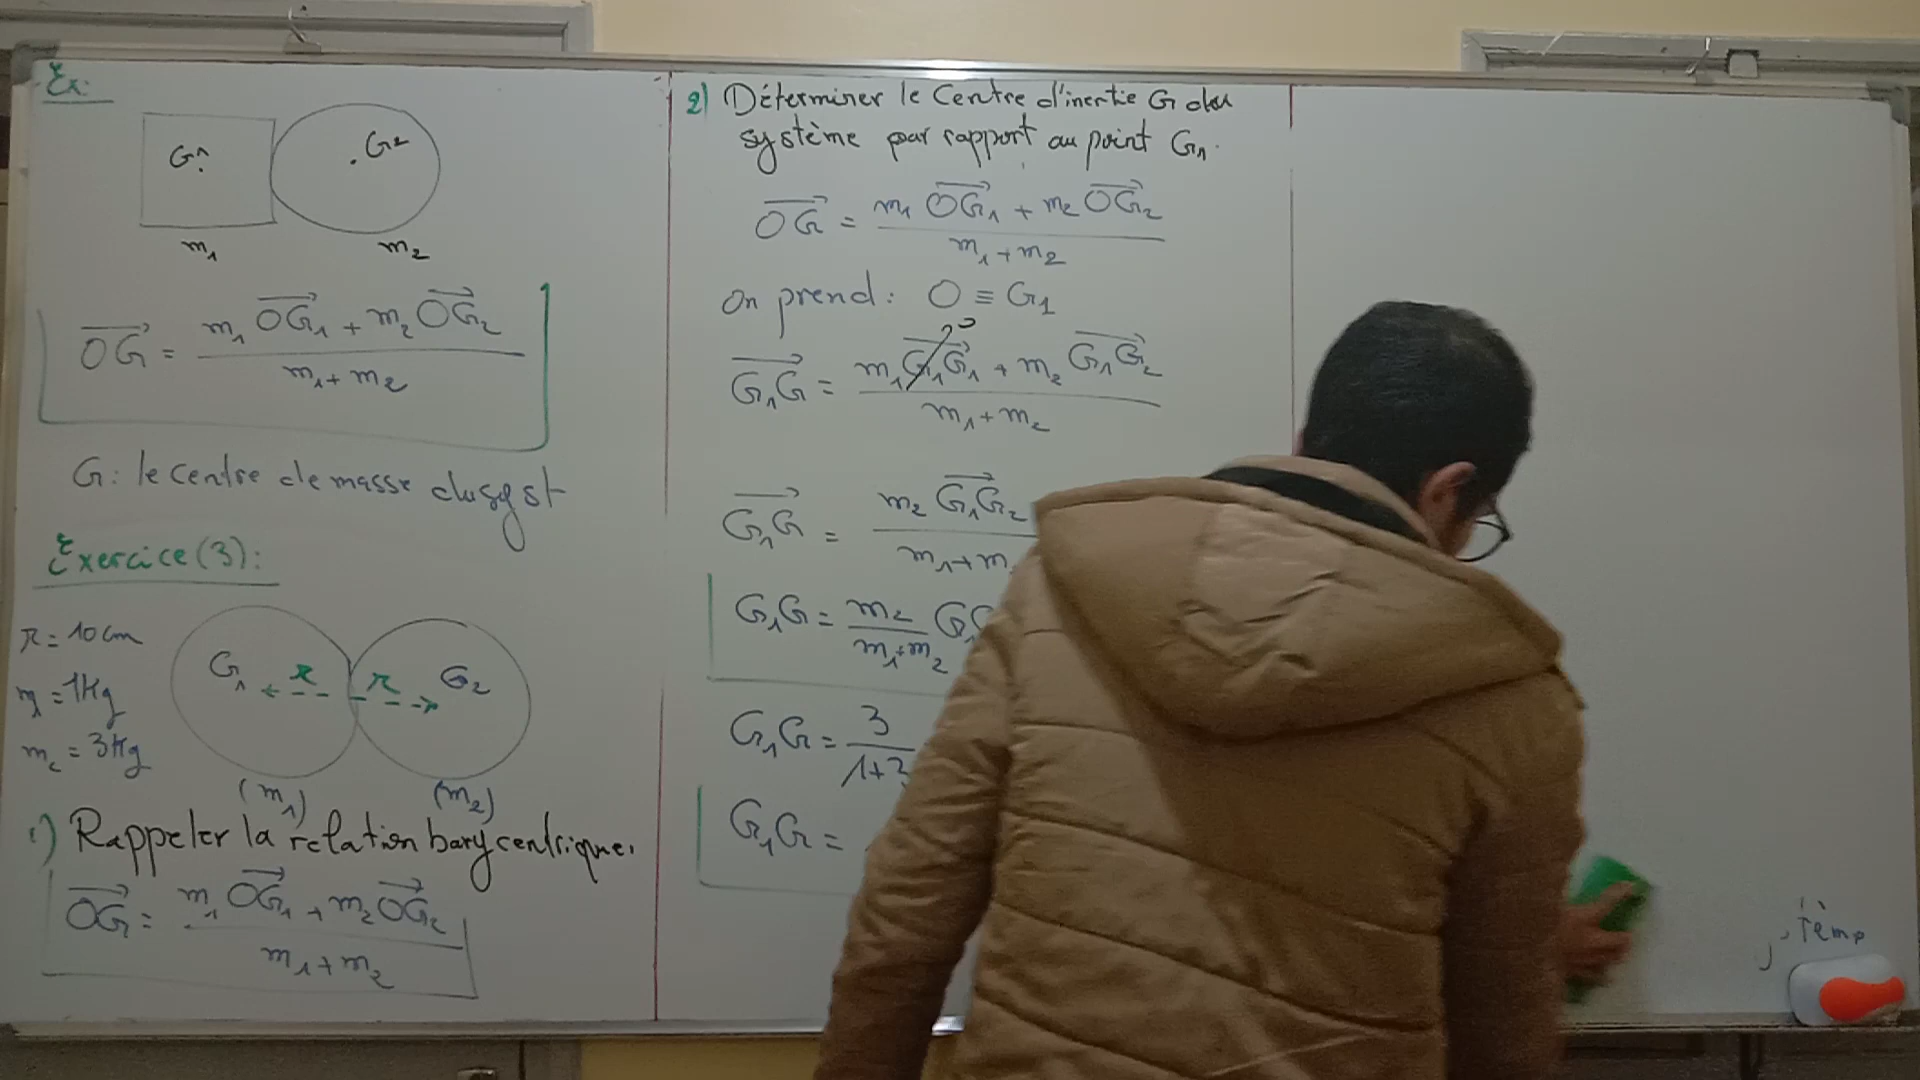 Ex:
G1 G2
m1 m2
OG = (m1 OG1 + m2 OG2) / (m1 + m2)
G: le centre de masse du syst
Exercice (3):
r = 10 cm
m1 = 1Kg
m2 = 3Kg
G1 r r G2
(m1) (m2)
1) Rappeler la relation barycentrique.
OG = (m1 OG1 + m2 OG2) / (m1 + m2)
2) Déterminer le Centre d'inertie G du
système par rapport au point G1.
OG = (m1 OG1 + m2 OG2) / (m1 + m2)
On prend: O ≡ G1
G1G = (m1 G1G1 + m2 G1G2) / (m1 + m2)
G1G = m2 G1G2 / (m1 + m
G1G = m2 / (m1 + m2) G1G
G1G = 3 / (1+3
G1G =